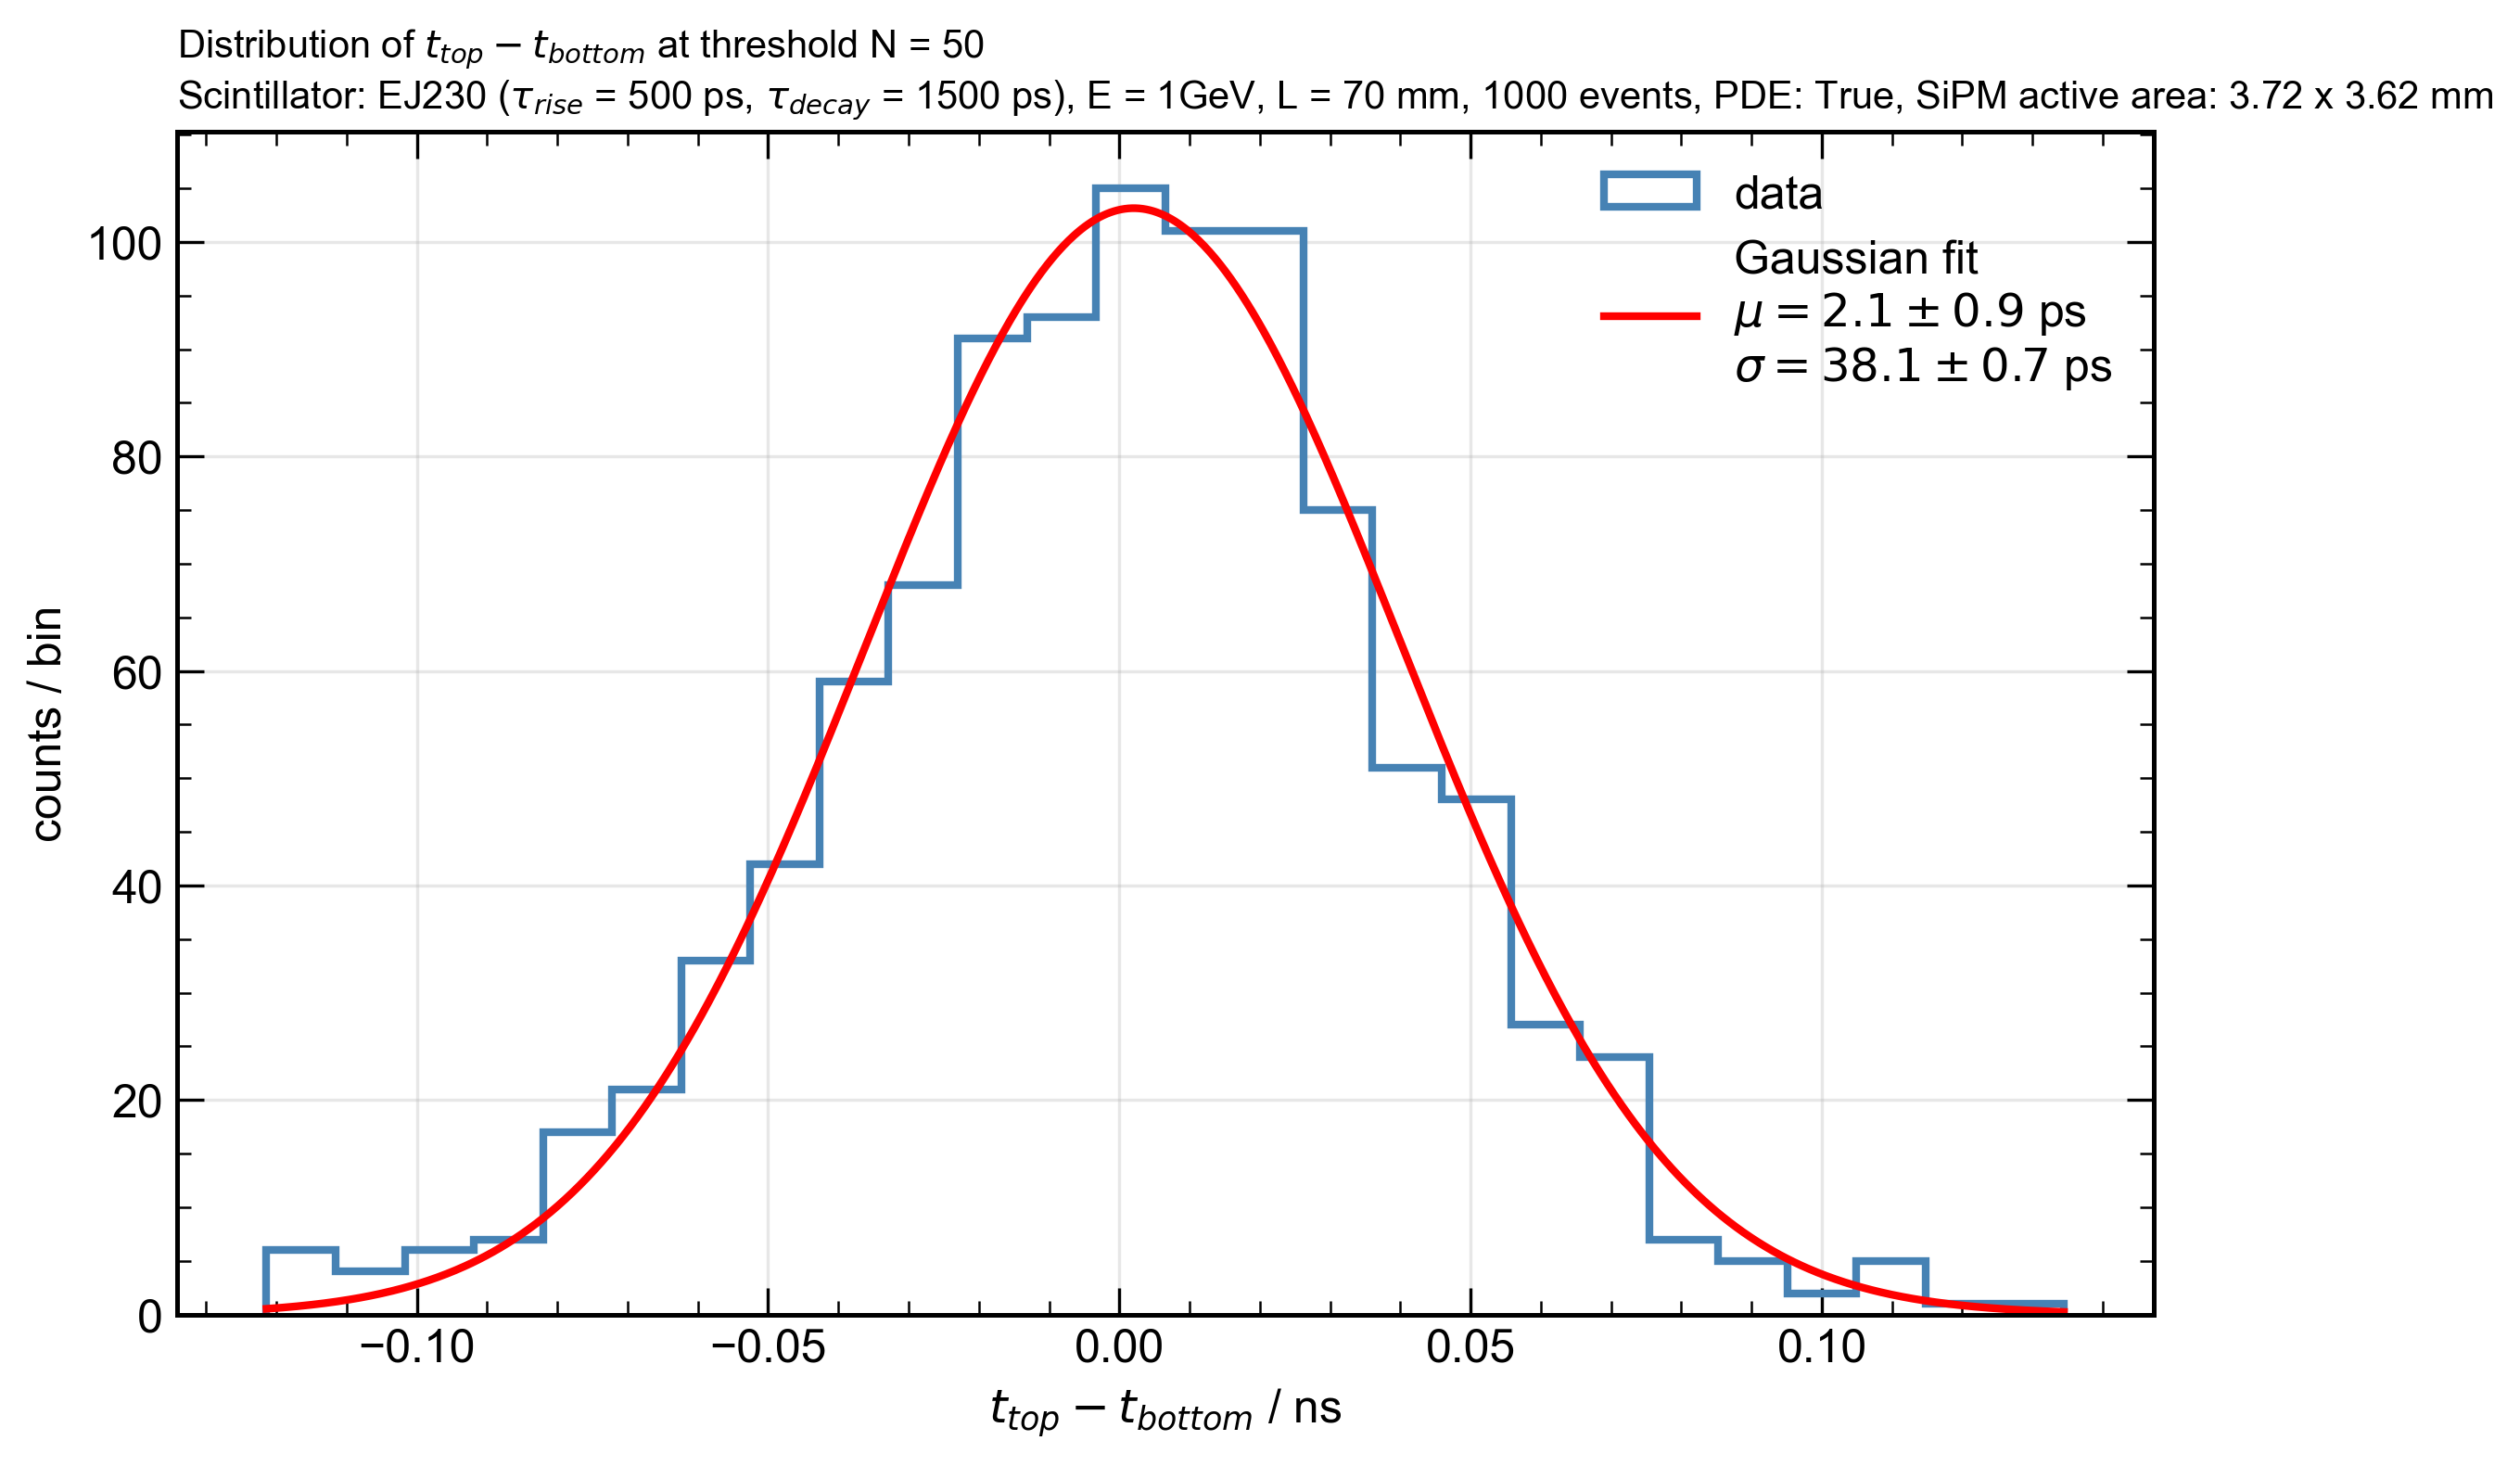 Distribution of t_top − t_bottom at threshold N = 50
Scintillator: EJ230 (τ_rise = 500 ps, τ_decay = 1500 ps), E = 1GeV, L = 70 mm, 1000 events, PDE: True, SiPM active area: 3.72 x 3.62 mm
data
Gaussian fit
μ = 2.1 ± 0.9 ps
σ = 38.1 ± 0.7 ps
counts / bin
100
80
60
40
20
0
−0.10 −0.05 0.00 0.05 0.10
t_top − t_bottom / ns